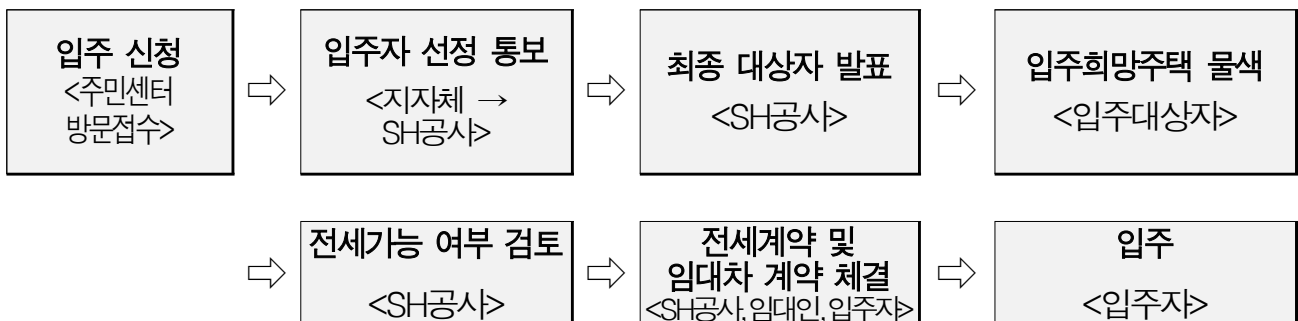 입주 신청
<주민센터
방문접수>
⇨
입주자 선정 통보
<지자체 →
SH공사>
⇨
최종 대상자 발표
<SH공사>
⇨
입주희망주택 물색
<입주대상자>
⇨
전세가능 여부 검토
<SH공사>
⇨
전세계약 및
임대차 계약 체결
<SH공사,임대인,입주자>
⇨
입주
<입주자>